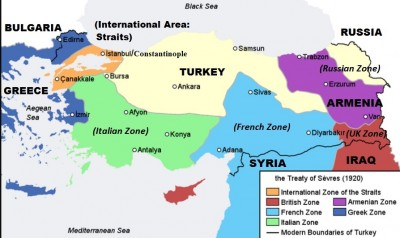 Black Sea
BULGARIA
(International Area:
Straits)
RUSSIA
Edirne
İstanbul/Constantinople
Samsun
Trabzon
(Russian Zone)
Çanakkale
Bursa
TURKEY
Erzurum
GREECE
Ankara
Sivas
ARMENIA
Aegean
Sea
Afyon
Van
İzmir
(Italian Zone)
Konya
(French Zone)
Diyarbakır
(UK Zone)
Antalya
Adana
SYRIA
IRAQ
Mediterranean Sea
the Treaty of Sèvres (1920)
International Zone of the Straits
British Zone
Armenian Zone
French Zone
Greek Zone
Italian Zone
Modern Boundaries of Turkey